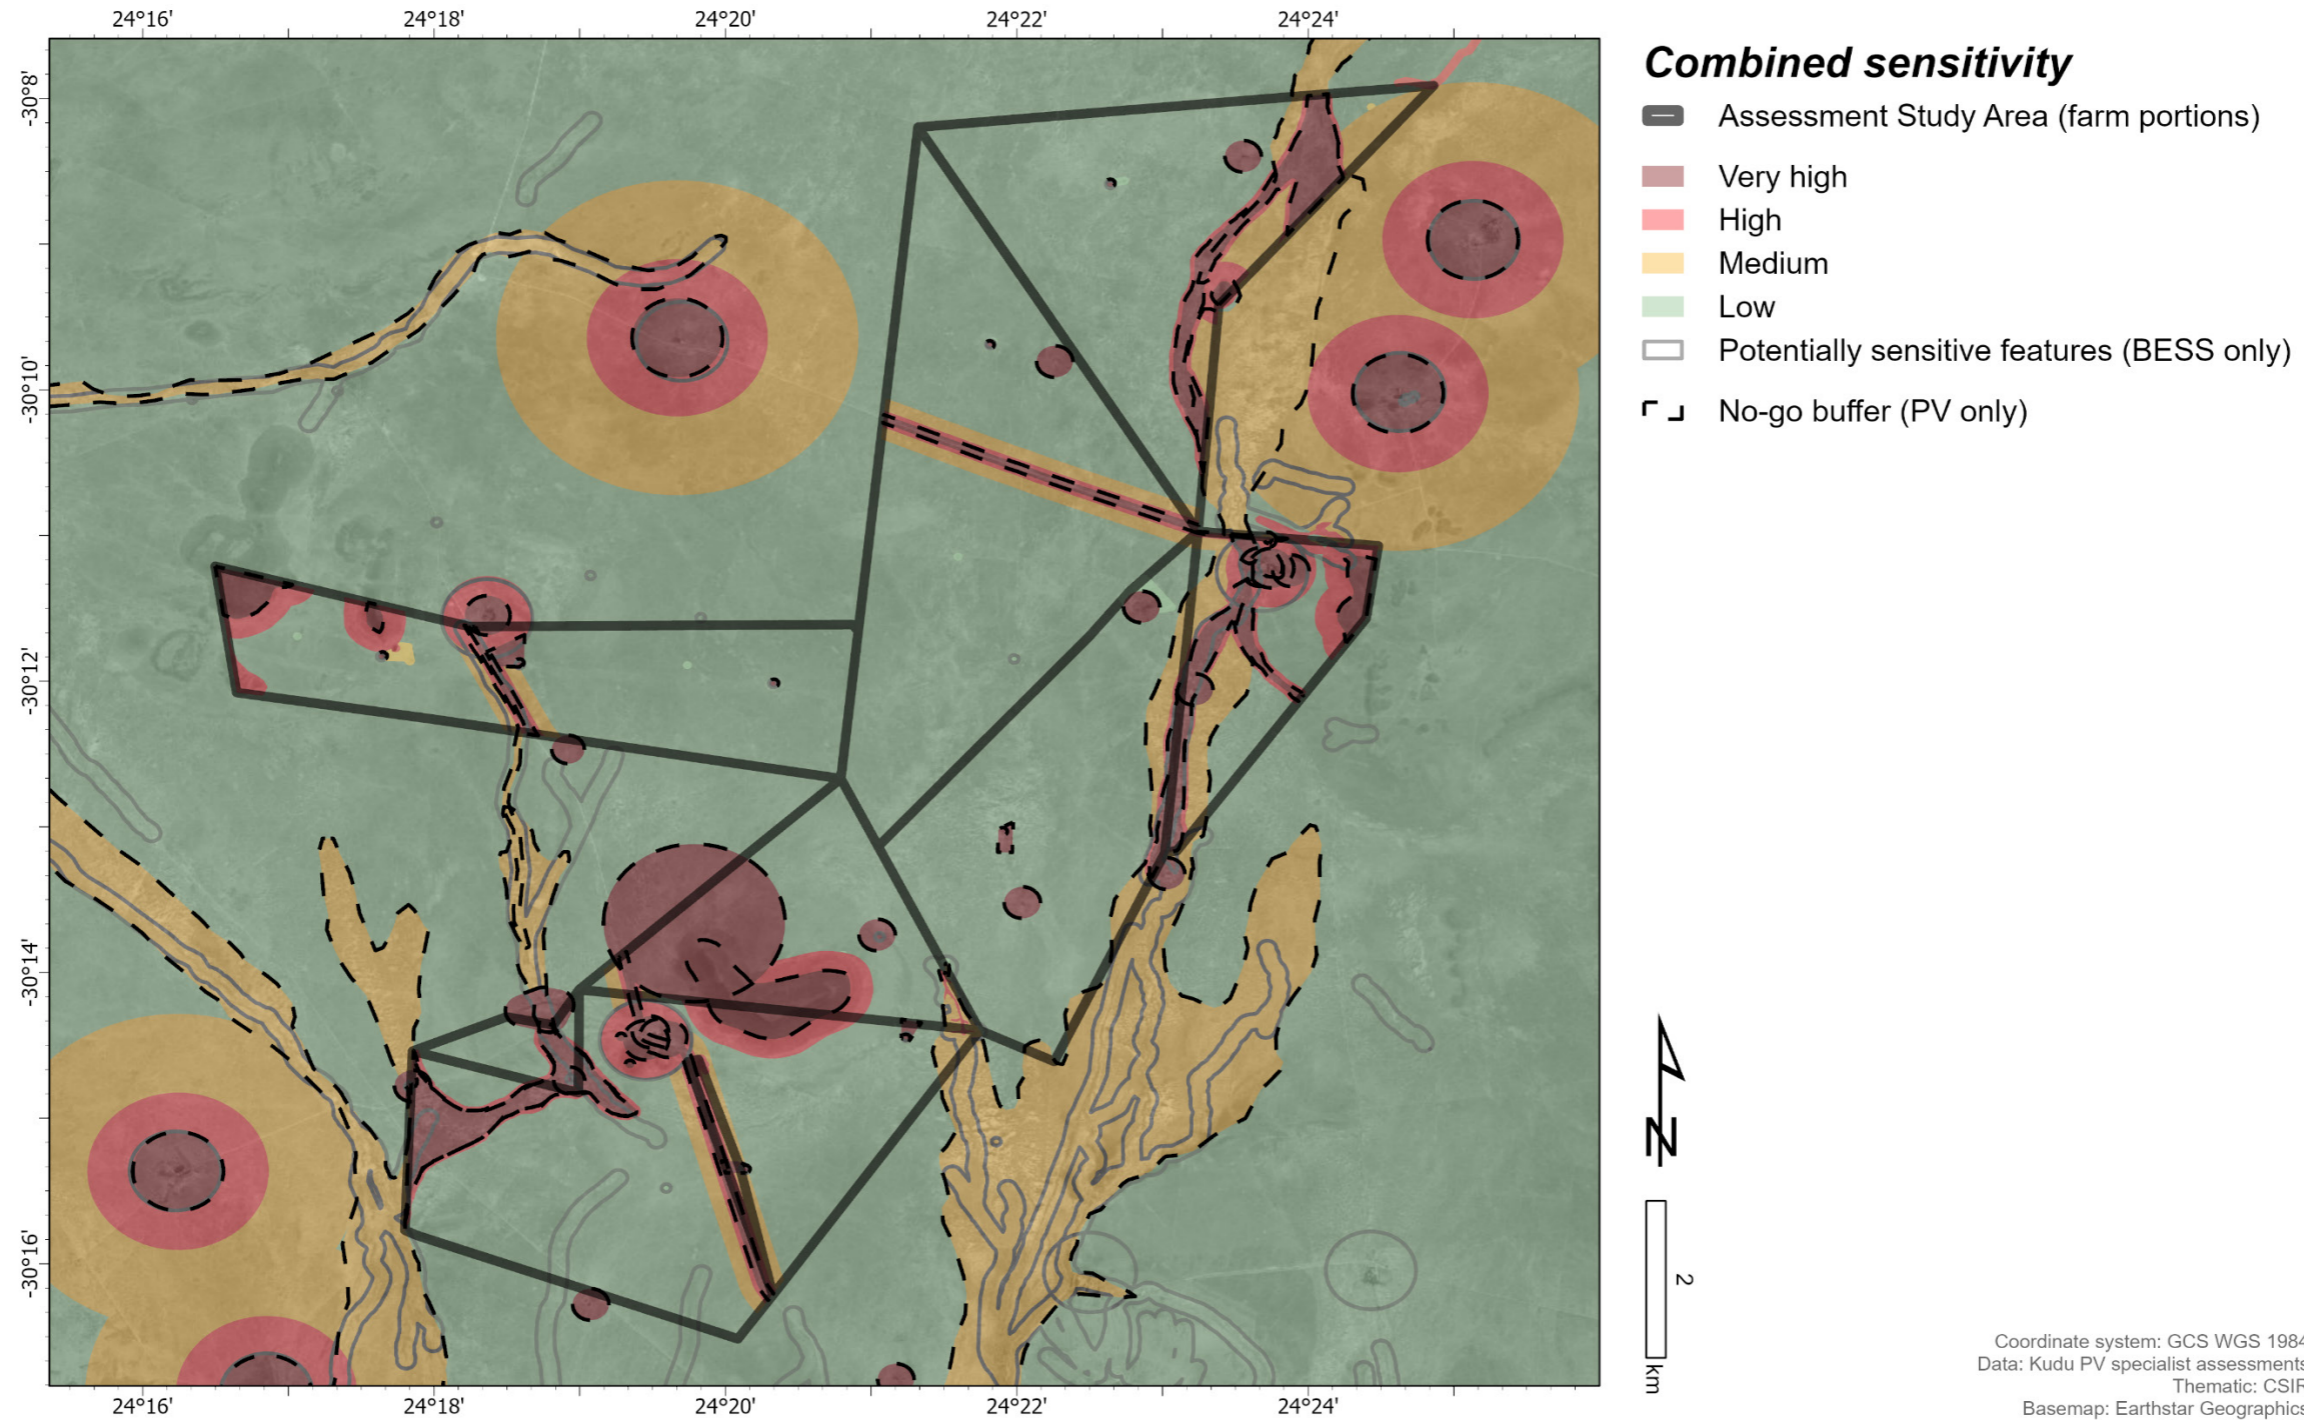 24°16' 24°18' 24°20' 24°22' 24°24'
Combined sensitivity
Assessment Study Area (farm portions)
Very high
High
Medium
Low
Potentially sensitive features (BESS only)
No-go buffer (PV only)
-30°8'
-30°10'
-30°12'
-30°14'
-30°16'
N
2
km
24°16' 24°18' 24°20' 24°22' 24°24'
Coordinate system: GCS WGS 1984
Data: Kudu PV specialist assessments
Thematic: CSIR
Basemap: Earthstar Geographics